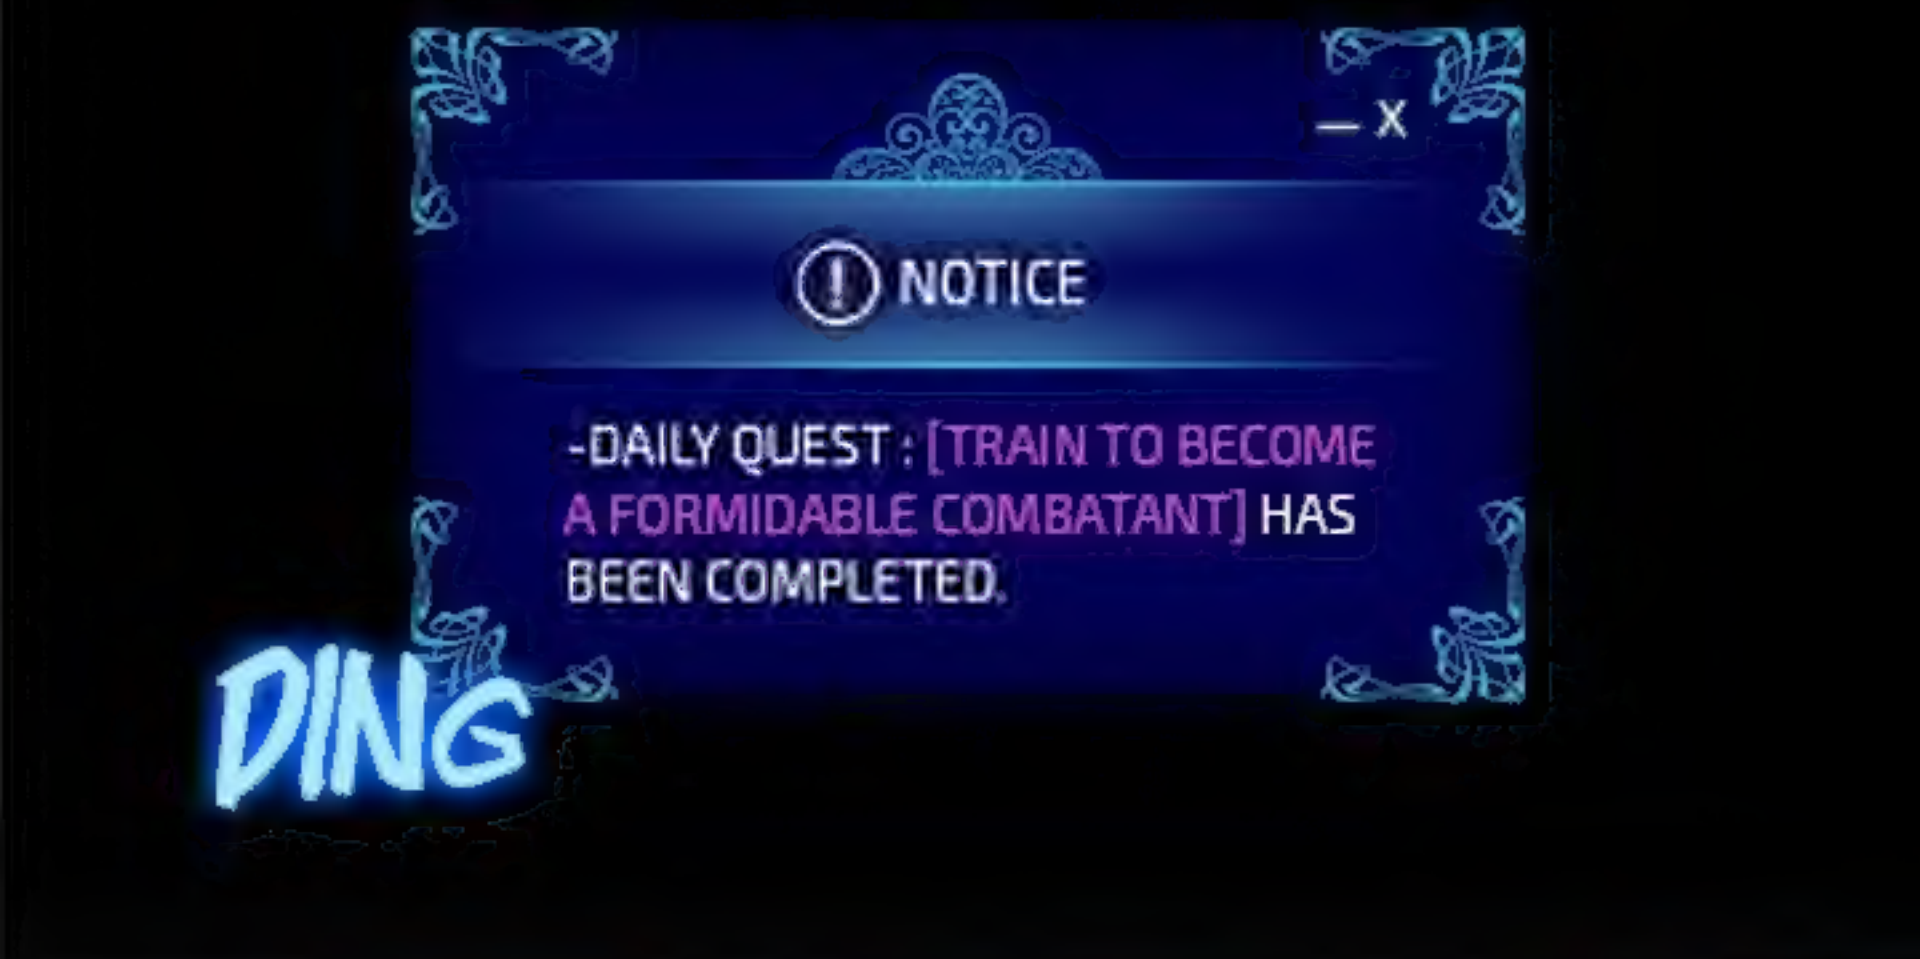 — X
! NOTICE
-DAILY QUEST : [TRAIN TO BECOME
A FORMIDABLE COMBATANT] HAS
BEEN COMPLETED.
DING